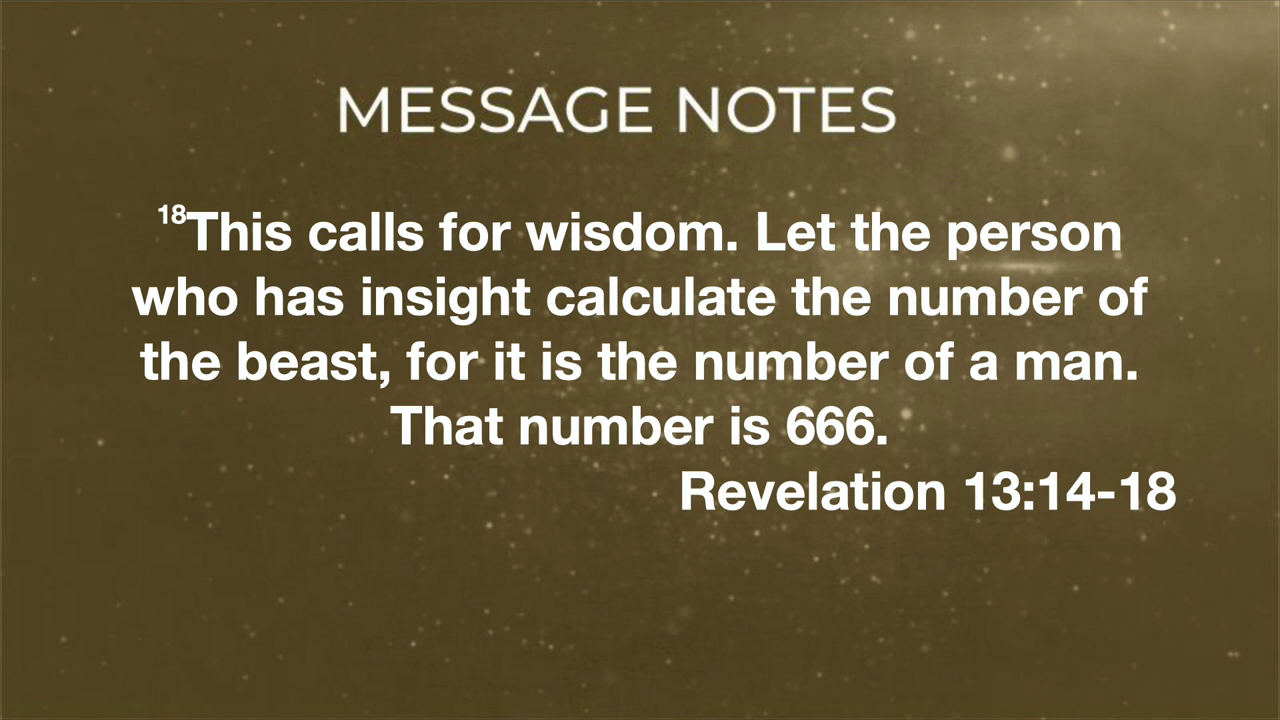 MESSAGE NOTES
18This calls for wisdom. Let the person
who has insight calculate the number of
the beast, for it is the number of a man.
That number is 666.
Revelation 13:14-18